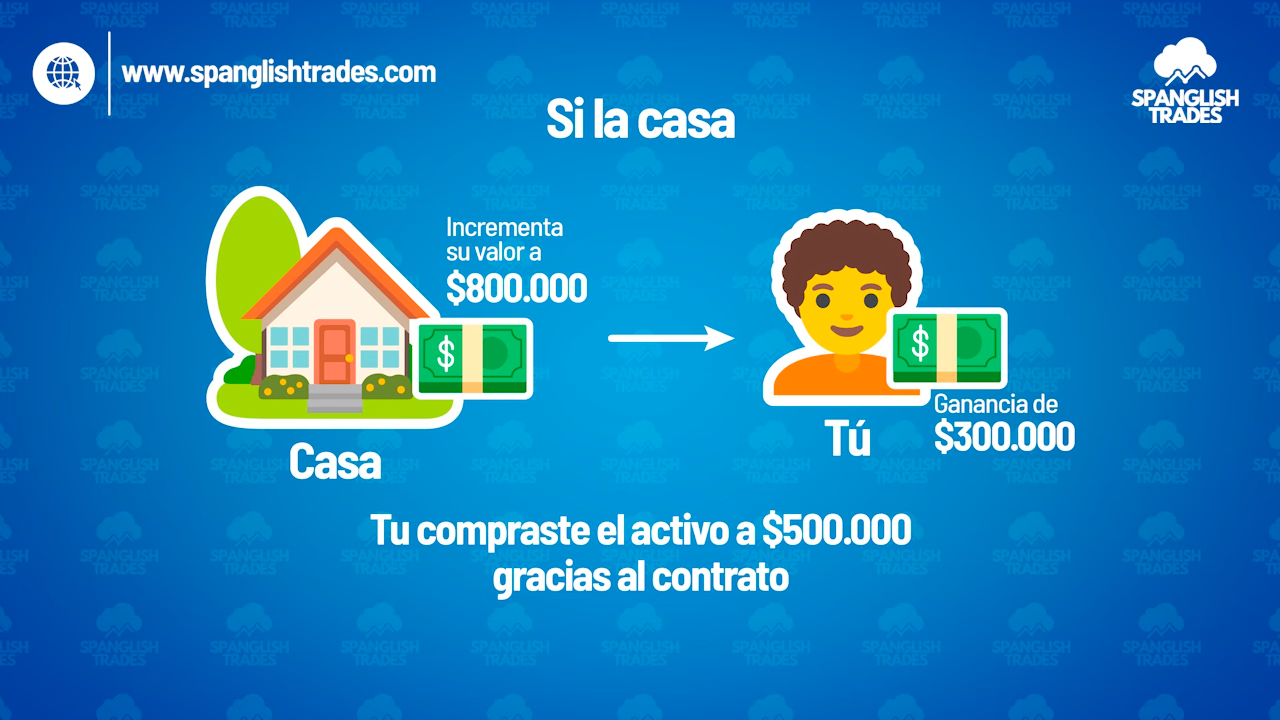 www.spanglishtrades.com
SPANGLISH
TRADES
Si la casa
Incrementa
su valor a
$800.000
$
$
Casa
Tú
Ganancia de
$300.000
Tu compraste el activo a $500.000
gracias al contrato